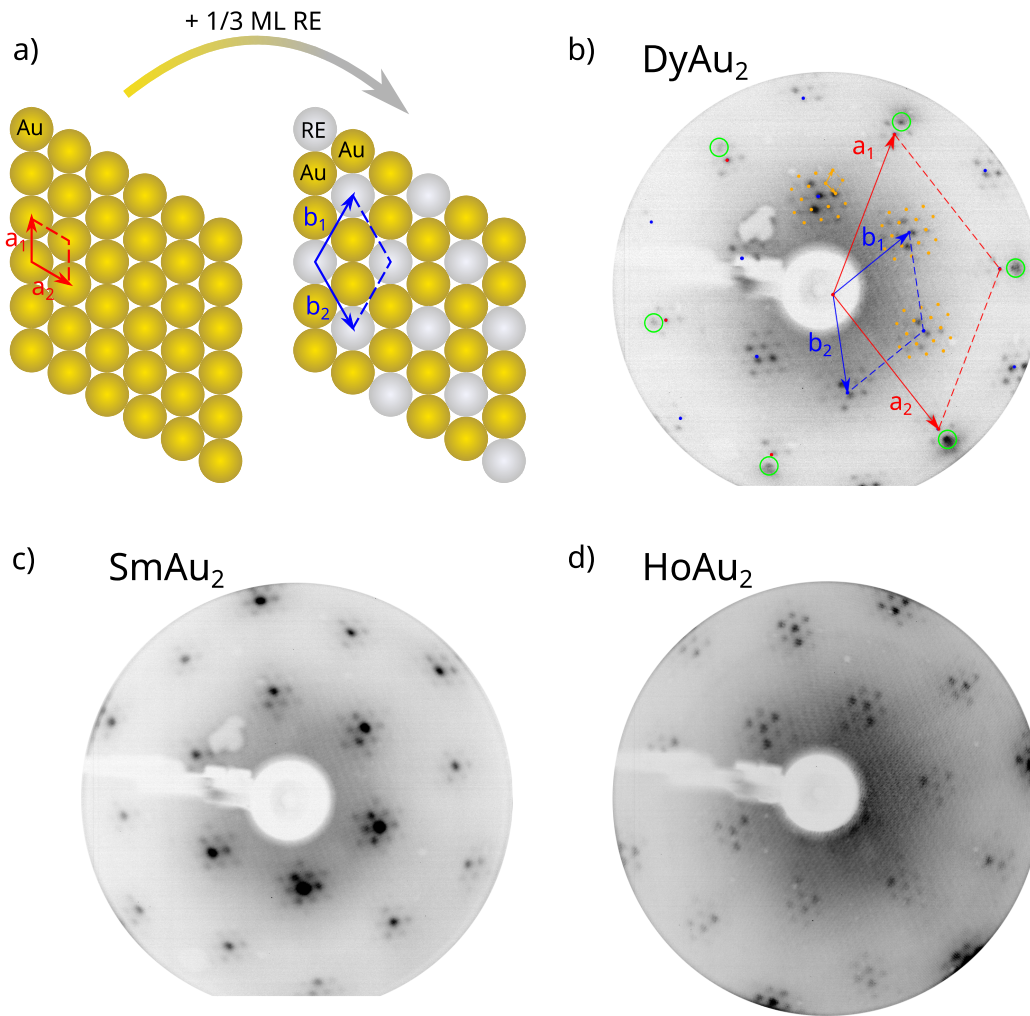 + 1/3 ML RE
a)
Au
a₁
a₂
RE
Au
Au
b₁
b₂
b)
DyAu₂
a₁
b₁
b₂
a₂
c)
SmAu₂
d)
HoAu₂